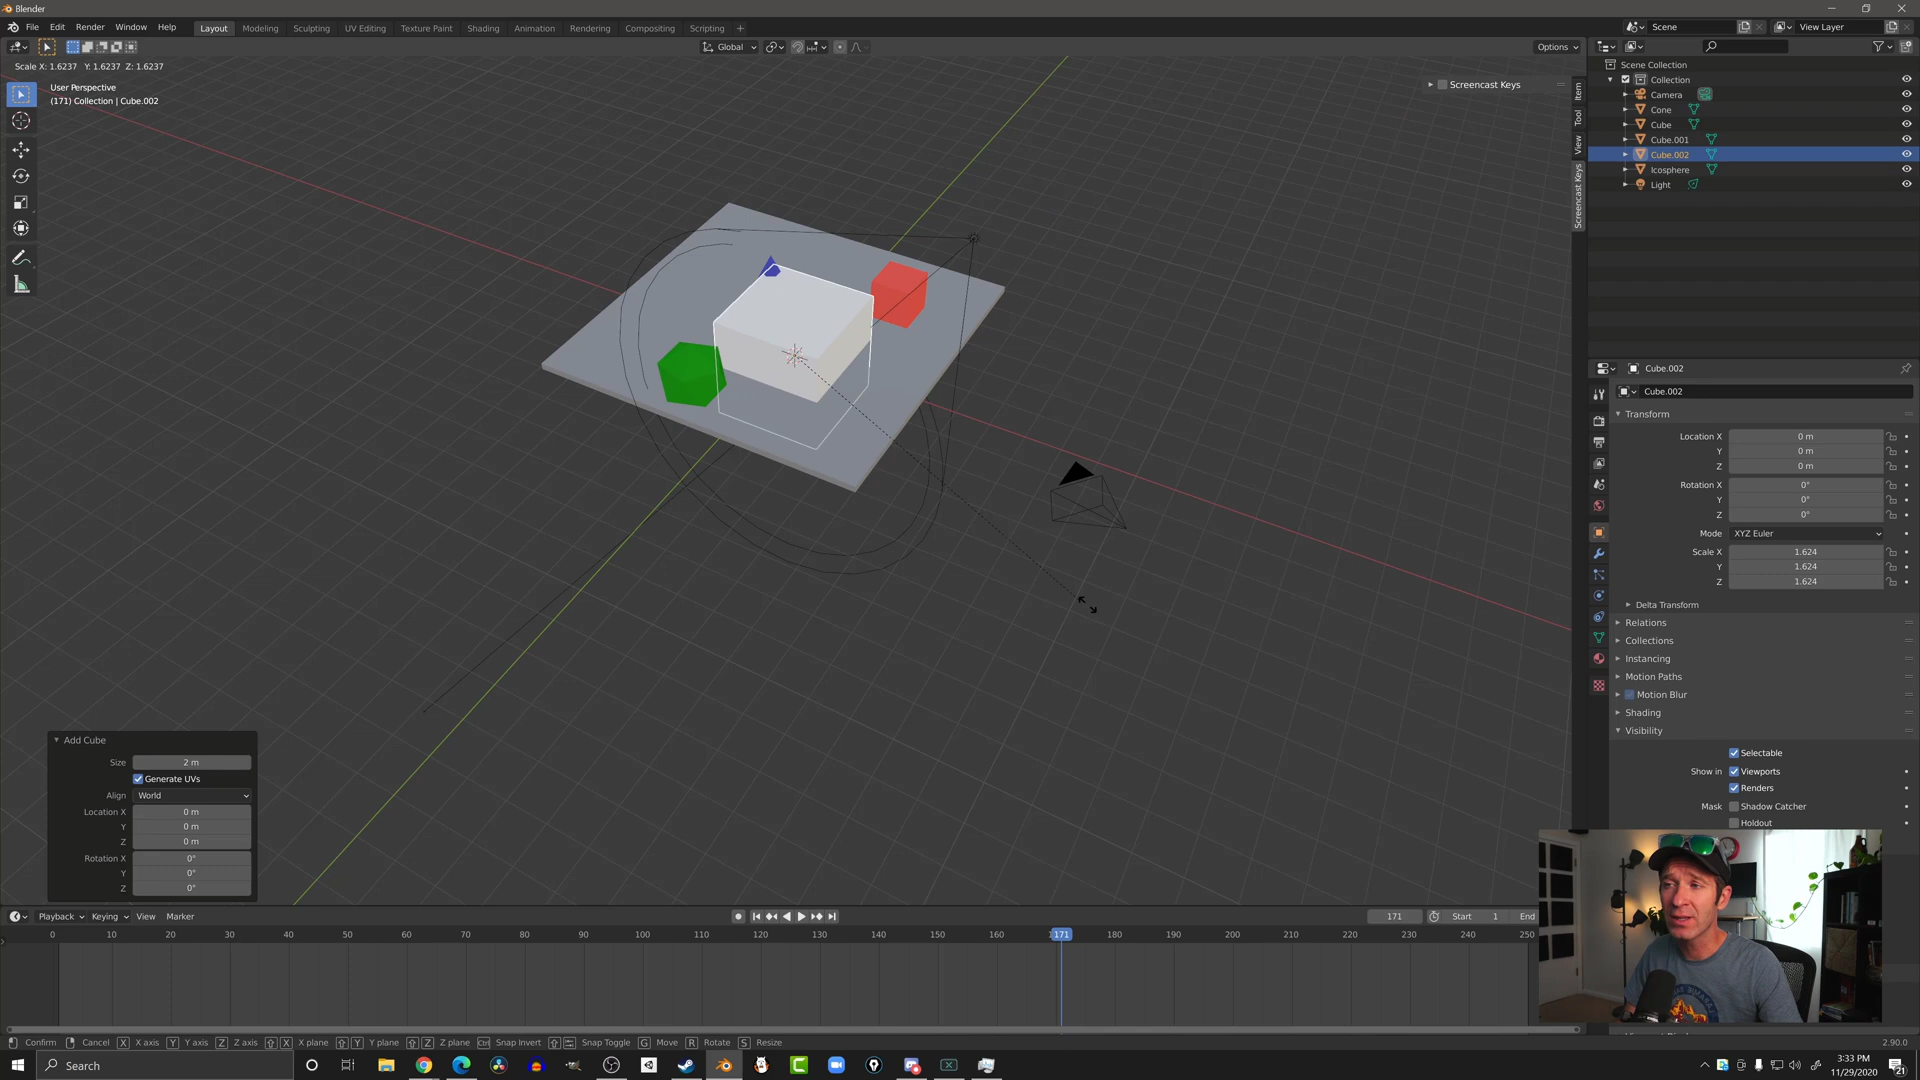 Blender
File Edit Render Window Help
Layout Modeling Sculpting UV Editing Texture Paint Shading Animation Rendering Compositing Scripting +
Scene
View Layer
Global
Options
Scale X: 1.6237 Y: 1.6237 Z: 1.6237
User Perspective
(171) Collection | Cube.002
Screencast Keys
Item
Tool
View
Screencast Keys
Scene Collection
Collection
Camera
Cone
Cube
Cube.001
Cube.002
Icosphere
Light
Cube.002
Cube.002
Transform
Location X 0 m
Y 0 m
Z 0 m
Rotation X 0°
Y 0°
Z 0°
Mode XYZ Euler
Scale X 1.624
Y 1.624
Z 1.624
Delta Transform
Relations
Collections
Instancing
Motion Paths
Motion Blur
Shading
Visibility
Selectable
Show in Viewports
Renders
Mask Shadow Catcher
Holdout
Add Cube
Size 2 m
Generate UVs
Align World
Location X 0 m
Y 0 m
Z 0 m
Rotation X 0°
Y 0°
Z 0°
Playback Keying View Marker
171 Start 1 End
0 10 20 30 40 50 60 70 80 90 100 110 120 130 140 150 160 171 180 190 200 210 220 230 240 250
Confirm Cancel X X axis Y Y axis Z Z axis X X plane Y Y plane Z Z plane Ctrl Snap Invert Snap Toggle G Move R Rotate S Resize
2.90.0
Search
3:33 PM
11/29/2020
21